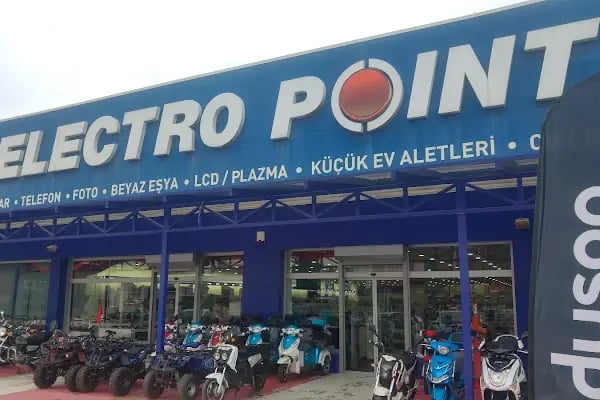 ELECTRO POINT
• TELEFON • FOTO • BEYAZ EŞYA • LCD / PLAZMA • KÜÇÜK EV ALETLERİ •